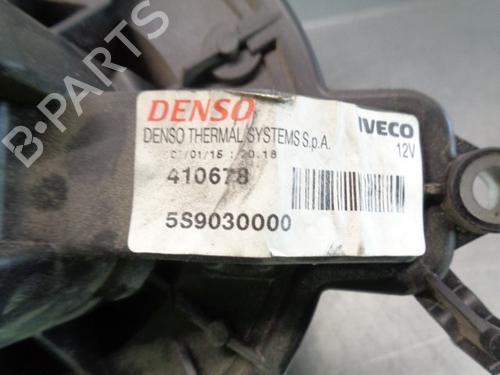 DENSO
DENSO THERMAL SYSTEMS S.p.A.
IVECO
12V
410678
5S9030000
B-PARTS